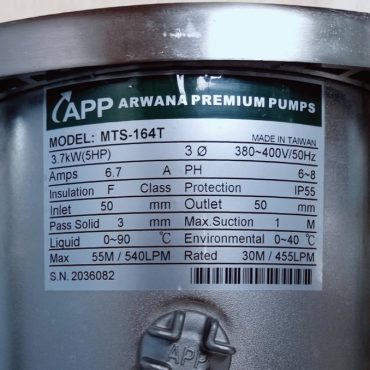 APP ARWANA PREMIUM PUMPS
MODEL: MTS-164T MADE IN TAIWAN
3.7kW(5HP) 3 Ø 380~400V/50Hz
Amps 6.7 A PH 6~8
Insulation F Class Protection IP55
Inlet 50 mm Outlet 50 mm
Pass Solid 3 mm Max.Suction 1 M
Liquid 0~90 ℃ Environmental 0~40 ℃
Max 55M / 540LPM Rated 30M / 455LPM
S.N. 2036082
APP